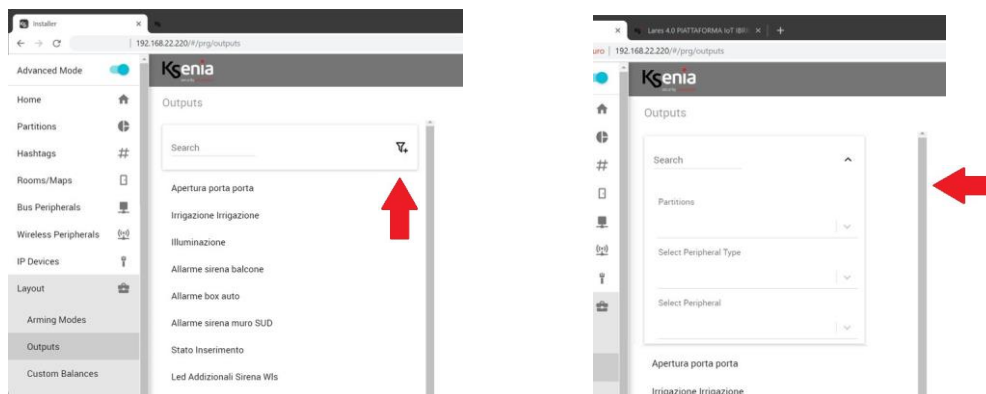 Installer
192.168.22.220/#/prg/outputs
Advanced Mode
Ksenia
Home
Outputs
Partitions
Hashtags
Search
Rooms/Maps
Apertura porta porta
Bus Peripherals
Irrigazione Irrigazione
Wireless Peripherals
Illuminazione
IP Devices
Allarme sirena balcone
Layout
Allarme box auto
Arming Modes
Allarme sirena muro SUD
Outputs
Stato Inserimento
Custom Balances
Led Addizionali Sirena Wls
Lares 4.0 PIATTAFORMA IoT IBRI
uro 192.168.22.220/#/prg/outputs
Ksenia
Outputs
Search
Partitions
Select Peripheral Type
Select Peripheral
Apertura porta porta
Irrigazione Irrigazione